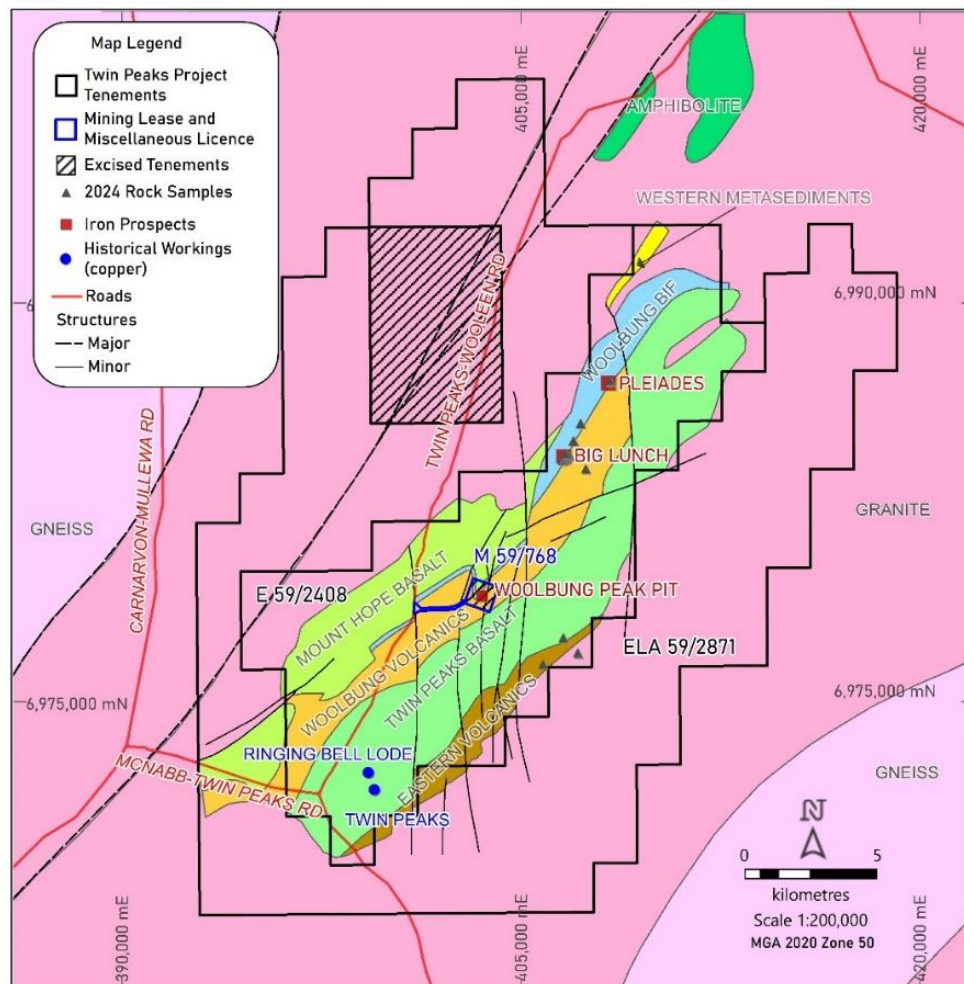 Map Legend
Twin Peaks Project
Tenements
Mining Lease and
Miscellaneous Licence
Excised Tenements
2024 Rock Samples
Iron Prospects
Historical Workings
(copper)
Roads
Structures
Major
Minor
405,000 mE
420,000 mE
AMPHIBOLITE
WESTERN METASEDIMENTS
6,990,000 mN
TWIN PEAKS-WOOLEEN RD
WOOLBUNG BIF
PLEIADES
BIG LUNCH
CARNARVON-MULLEWA RD
GNEISS
GRANITE
M 59/768
MOUNT HOPE BASALT
E 59/2408
WOOLBUNG PEAK PIT
WOOLBUNG VOLCANICS
TWIN PEAKS BASALT
ELA 59/2871
6,975,000 mN
6,975,000 mN
EASTERN VOLCANICS
RINGING BELL LODE
MCNABB-TWIN PEAKS RD
TWIN PEAKS
GNEISS
N
0 5
kilometres
Scale 1:200,000
MGA 2020 Zone 50
390,000 mE
405,000 mE
420,000 mE